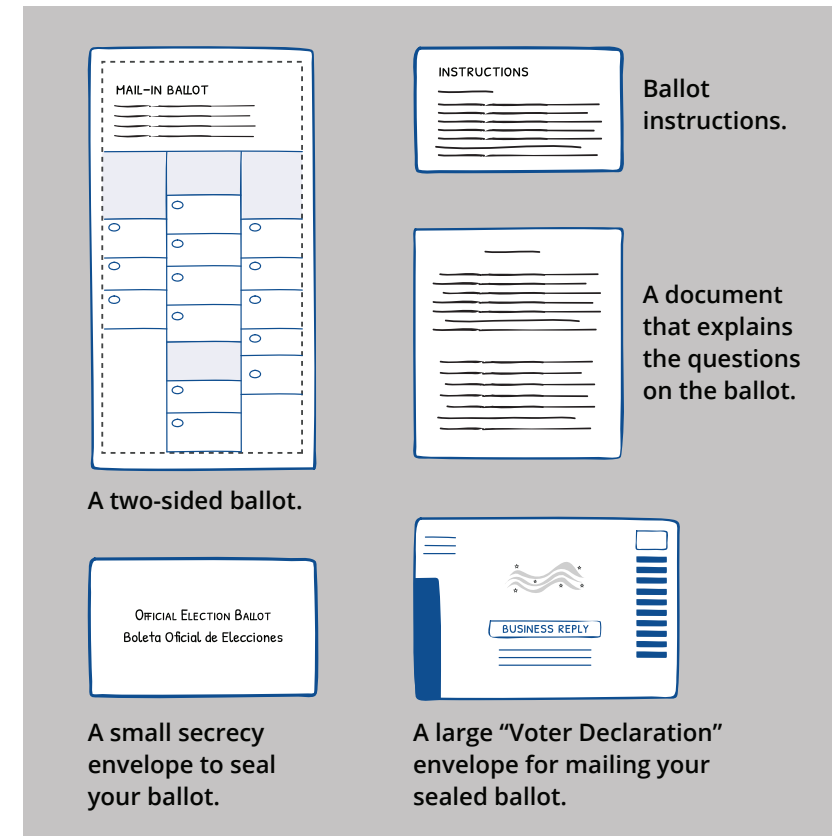 MAIL-IN BALLOT
A two-sided ballot.
INSTRUCTIONS
Ballot
instructions.
A document
that explains
the questions
on the ballot.
Official Election Ballot
Boleta Oficial de Elecciones
A small secrecy
envelope to seal
your ballot.
BUSINESS REPLY
A large “Voter Declaration”
envelope for mailing your
sealed ballot.